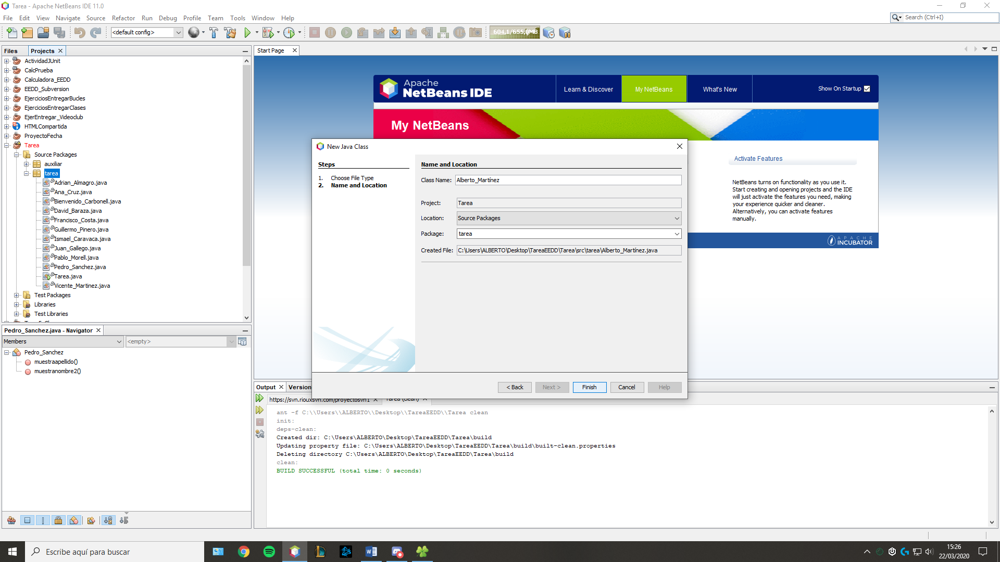 Tarea - Apache NetBeans IDE 11.0
File Edit View Navigate Source Refactor Run Debug Profile Team Tools Window Help
Search (Ctrl+I)
<default config>
604,1/655,0MB
Files Projects
Start Page
ActividadJUnit
CalcPrueba
Calculadora_EEDD
EEDD_Subversion
EjerciciosEntregarBucles
EjerciciosEntregarClases
EjerEntregar_Videoclub
HTMLCompartida
ProyectoFecha
Tarea
Source Packages
auxiliar
tarea
Adrian_Almagro.java
Ana_Cruz.java
Bienvenido_Carbonell.java
David_Baraza.java
Francisco_Costa.java
Guillermo_Pinero.java
Ismael_Caravaca.java
Juan_Gallego.java
Pablo_Morell.java
Pedro_Sanchez.java
Tarea.java
Vicente_Martinez.java
Test Packages
Libraries
Test Libraries
Apache
NetBeans IDE
Learn & Discover
My NetBeans
What's New
Show On Startup
My NetBeans
Activate Features
NetBeans turns on functionality as you use it.
Start creating and opening projects and the IDE
will just activate the features you need, making
your experience quicker and cleaner.
Alternatively, you can activate features
manually.
APACHE
INCUBATOR
New Java Class
Steps
1. Choose File Type
2. Name and Location
Name and Location
Class Name: Alberto_Martínez
Project: Tarea
Location: Source Packages
Package: tarea
Created File: C:\Users\ALBERTO\Desktop\TareaEEDD\Tarea\src\tarea\Alberto_Martínez.java
< Back Next > Finish Cancel Help
Pedro_Sanchez.java - Navigator
Members <empty>
Pedro_Sanchez
muestraapellido()
muestranombre2()
Output Version
https://svn.riouxsvn.com/proyectosvn1 Tarea (clean)
ant -f C:\\Users\\ALBERTO\\Desktop\\TareaEEDD\\Tarea clean
init:
deps-clean:
Created dir: C:\Users\ALBERTO\Desktop\TareaEEDD\Tarea\build
Updating property file: C:\Users\ALBERTO\Desktop\TareaEEDD\Tarea\build\built-clean.properties
Deleting directory C:\Users\ALBERTO\Desktop\TareaEEDD\Tarea\build
clean:
BUILD SUCCESSFUL (total time: 0 seconds)
Escribe aquí para buscar
15:26
22/03/2020